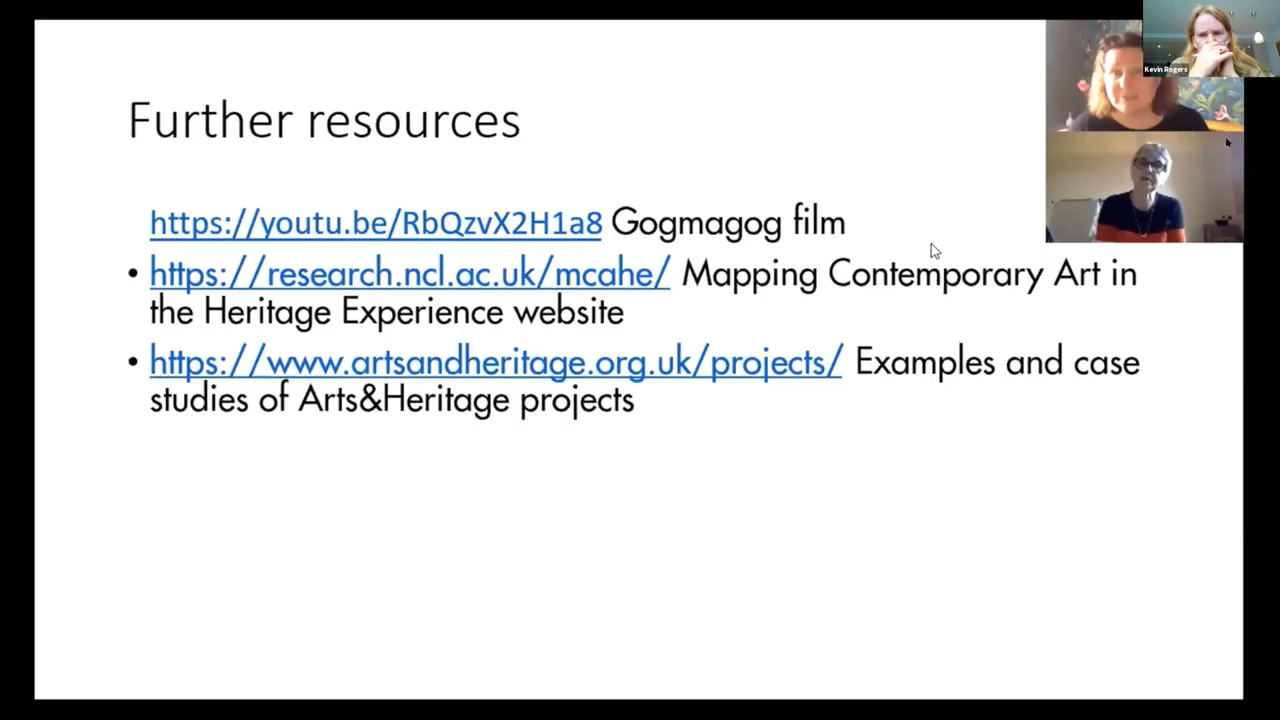 Kevin Rogers
Further resources
https://youtu.be/RbQzvX2H1a8 Gogmagog film
• https://research.ncl.ac.uk/mcahe/ Mapping Contemporary Art in
the Heritage Experience website
• https://www.artsandheritage.org.uk/projects/ Examples and case
studies of Arts&Heritage projects